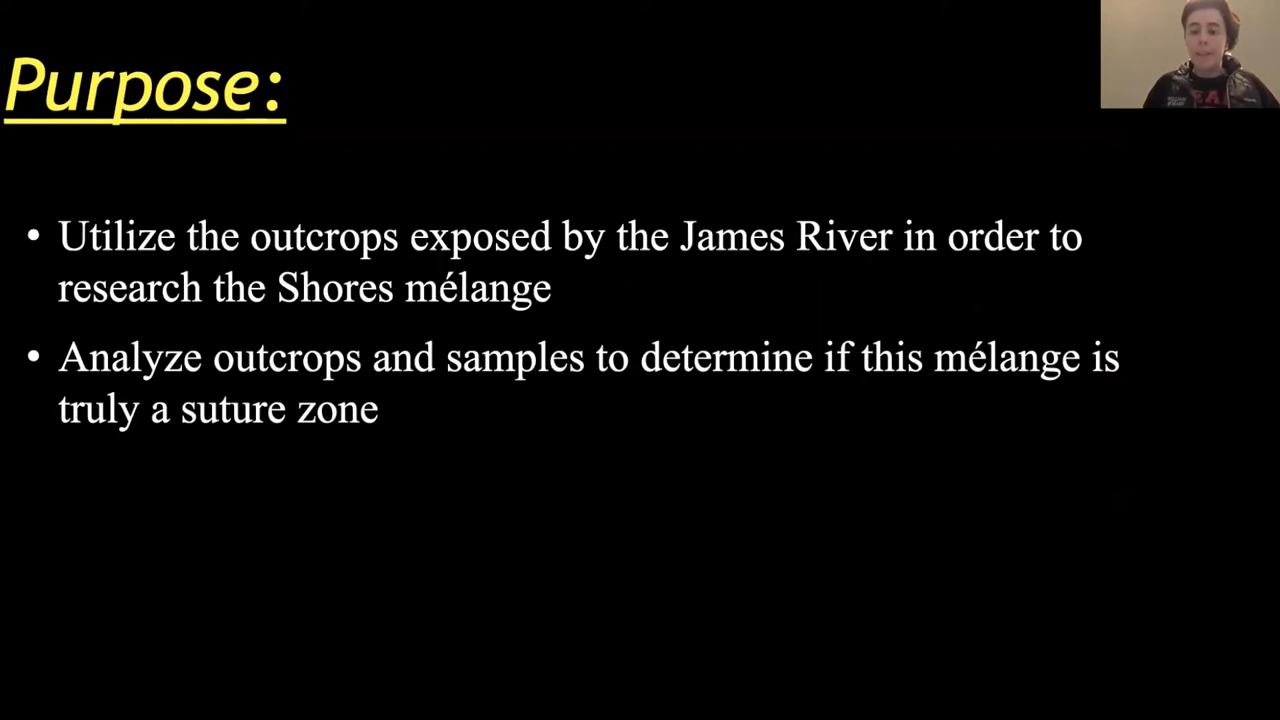 Purpose:
• Utilize the outcrops exposed by the James River in order to
research the Shores mélange
• Analyze outcrops and samples to determine if this mélange is
truly a suture zone